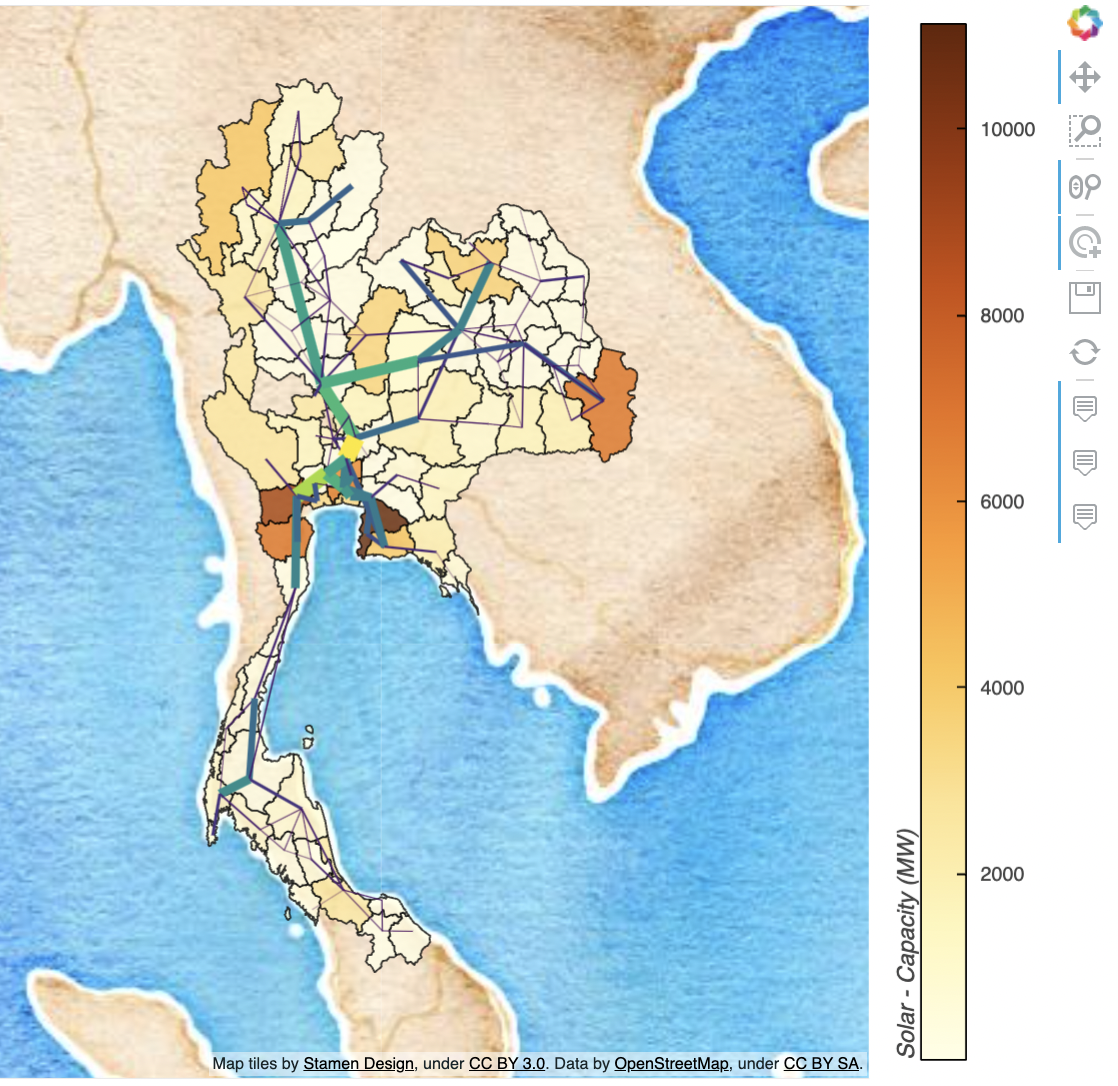 10000
8000
6000
4000
2000
Solar - Capacity (MW)
Map tiles by Stamen Design, under CC BY 3.0. Data by OpenStreetMap, under CC BY SA.